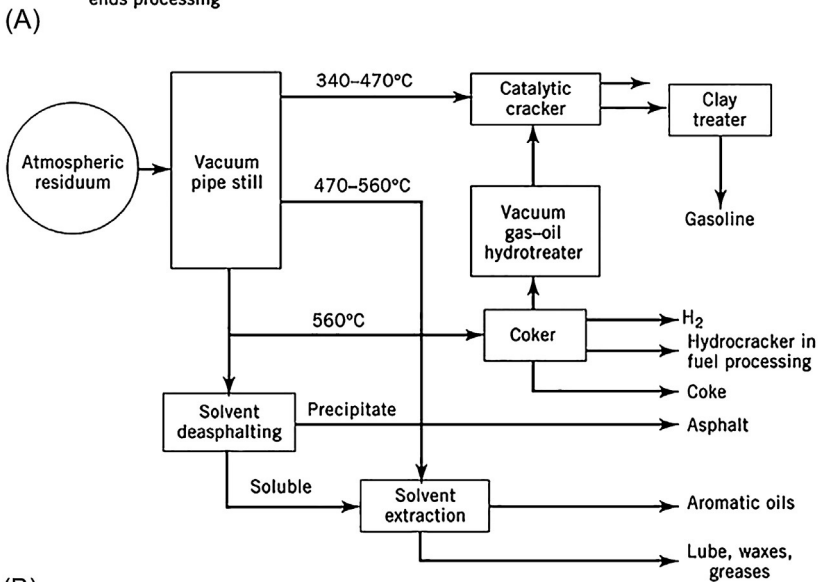 ends processing
(A)
340–470°C
Catalytic
cracker
Clay
treater
Atmospheric
residuum
Vacuum
pipe still
470–560°C
Vacuum
gas–oil
hydrotreater
Gasoline
560°C
Coker
H₂
Hydrocracker in
fuel processing
Coke
Solvent
deasphalting
Precipitate
Asphalt
Soluble
Solvent
extraction
Aromatic oils
Lube, waxes,
greases